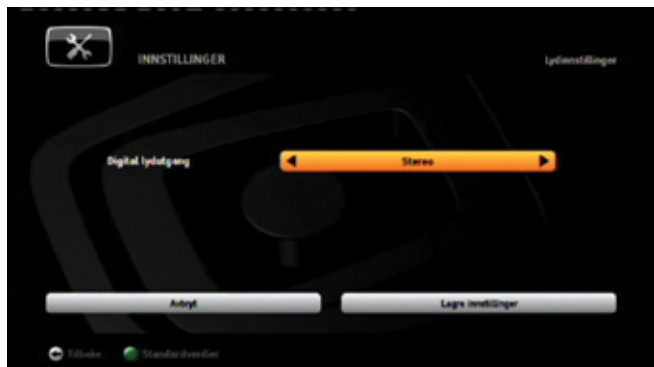 INNSTILLINGER
Lydinnstillinger
Digital lydutgang
Stereo
Avbryt
Lagre innstillinger
Tilbake
Standardverdier